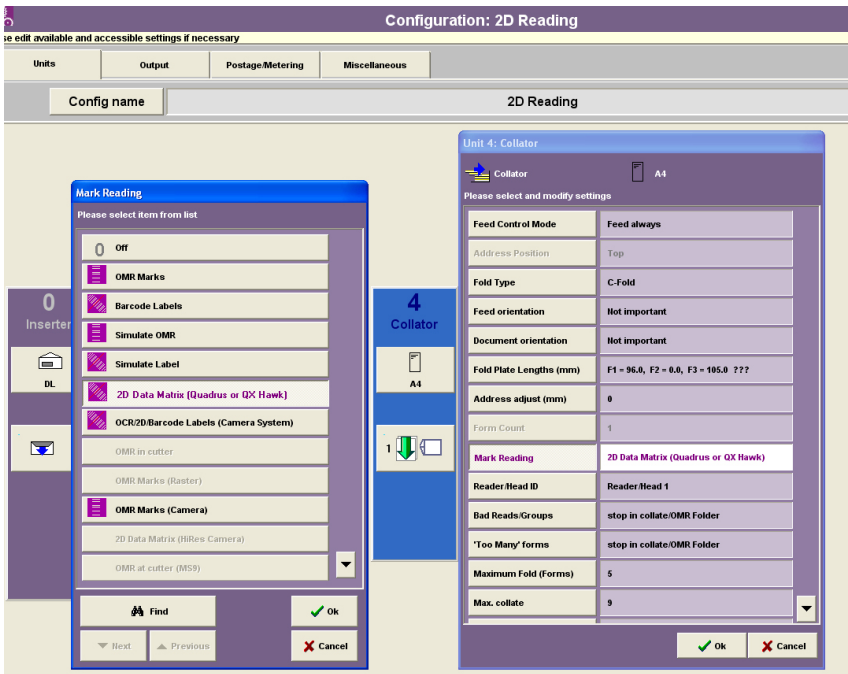 Configuration: 2D Reading
se edit available and accessible settings if necessary
Units
Output
Postage/Metering
Miscellaneous
Config name
2D Reading
0
Inserter
DL
Mark Reading
Please select item from list
0 Off
OMR Marks
Barcode Labels
Simulate OMR
Simulate Label
2D Data Matrix (Quadrus or QX Hawk)
OCR/2D/Barcode Labels (Camera System)
OMR in cutter
OMR Marks (Raster)
OMR Marks (Camera)
2D Data Matrix (HiRes Camera)
OMR at cutter (MS9)
Find
Ok
Next
Previous
Cancel
4
Collator
A4
1
Unit 4: Collator
Collator
A4
Please select and modify settings
Feed Control Mode Feed always
Address Position Top
Fold Type C-Fold
Feed orientation Not important
Document orientation Not important
Fold Plate Lengths (mm) F1 = 96.0, F2 = 0.0, F3 = 105.0 ???
Address adjust (mm) 0
Form Count 1
Mark Reading 2D Data Matrix (Quadrus or QX Hawk)
Reader/Head ID Reader/Head 1
Bad Reads/Groups stop in collate/OMR Folder
'Too Many' forms stop in collate/OMR Folder
Maximum Fold (Forms) 5
Max. collate 9
Ok
Cancel